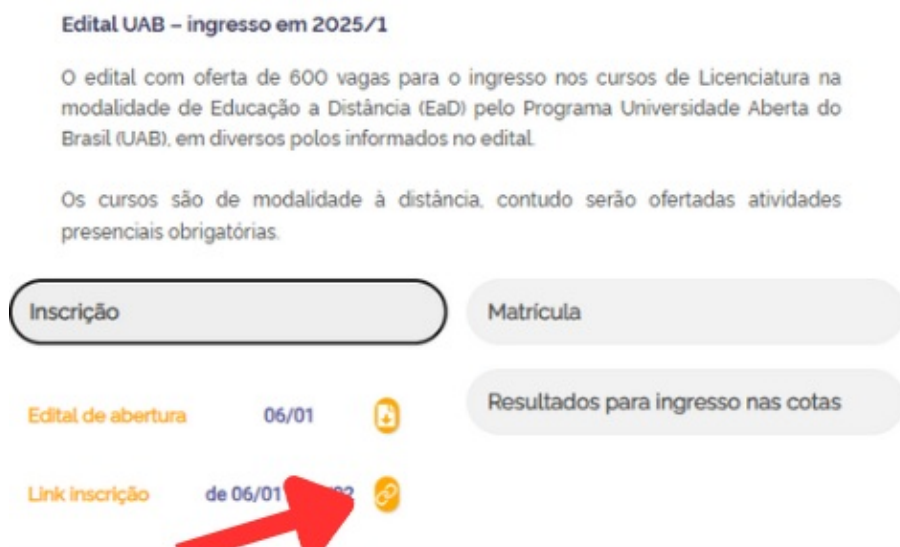 Edital UAB – ingresso em 2025/1
O edital com oferta de 600 vagas para o ingresso nos cursos de Licenciatura na
modalidade de Educação a Distância (EaD) pelo Programa Universidade Aberta do
Brasil (UAB), em diversos polos informados no edital.
Os cursos são de modalidade à distância, contudo serão ofertadas atividades
presenciais obrigatórias.
Inscrição
Matrícula
Edital de abertura 06/01
Resultados para ingresso nas cotas
Link inscrição de 06/01